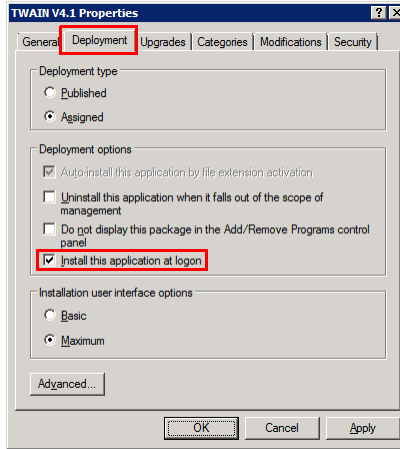 TWAIN V4.1 Properties
General Deployment Upgrades Categories Modifications Security
Deployment type
Published
Assigned
Deployment options
Auto-install this application by file extension activation
Uninstall this application when it falls out of the scope of
management
Do not display this package in the Add/Remove Programs control
panel
Install this application at logon
Installation user interface options
Basic
Maximum
Advanced...
OK Cancel Apply